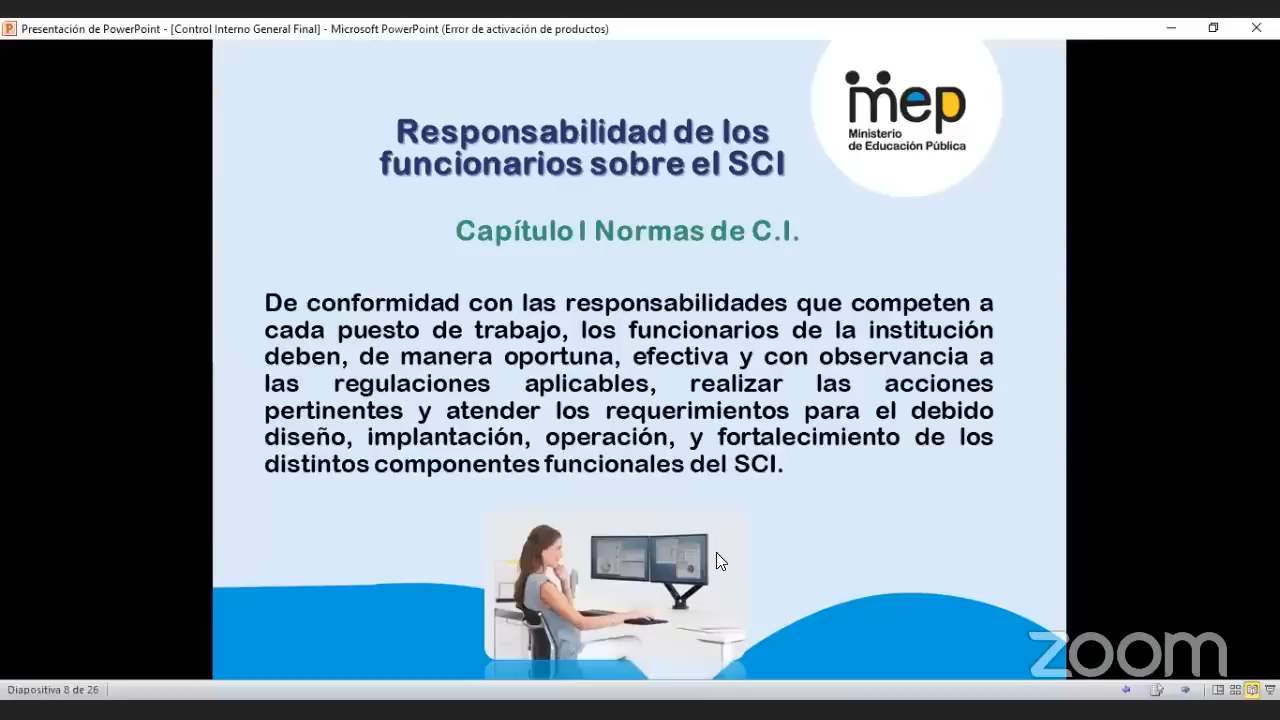 Presentación de PowerPoint - [Control Interno General Final] - Microsoft PowerPoint (Error de activación de productos)
mep
Ministerio
de Educación Pública
Responsabilidad de los
funcionarios sobre el SCI
Capítulo I Normas de C.I.
De conformidad con las responsabilidades que competen a
cada puesto de trabajo, los funcionarios de la institución
deben, de manera oportuna, efectiva y con observancia a
las regulaciones aplicables, realizar las acciones
pertinentes y atender los requerimientos para el debido
diseño, implantación, operación, y fortalecimiento de los
distintos componentes funcionales del SCI.
zoom
Diapositiva 8 de 26